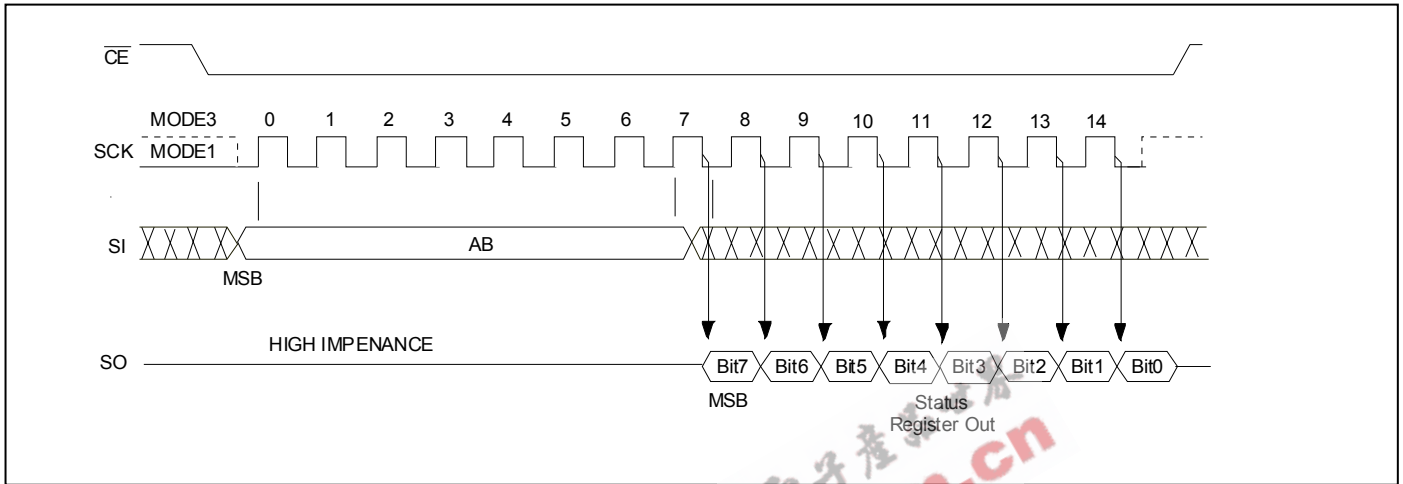 CE
MODE3 0 1 2 3 4 5 6 7 8 9 10 11 12 13 14
SCK MODE1
SI AB
MSB
HIGH IMPENANCE
SO Bit7 Bit6 Bit5 Bit4 Bit3 Bit2 Bit1 Bit0
MSB Status
Register Out
.cn